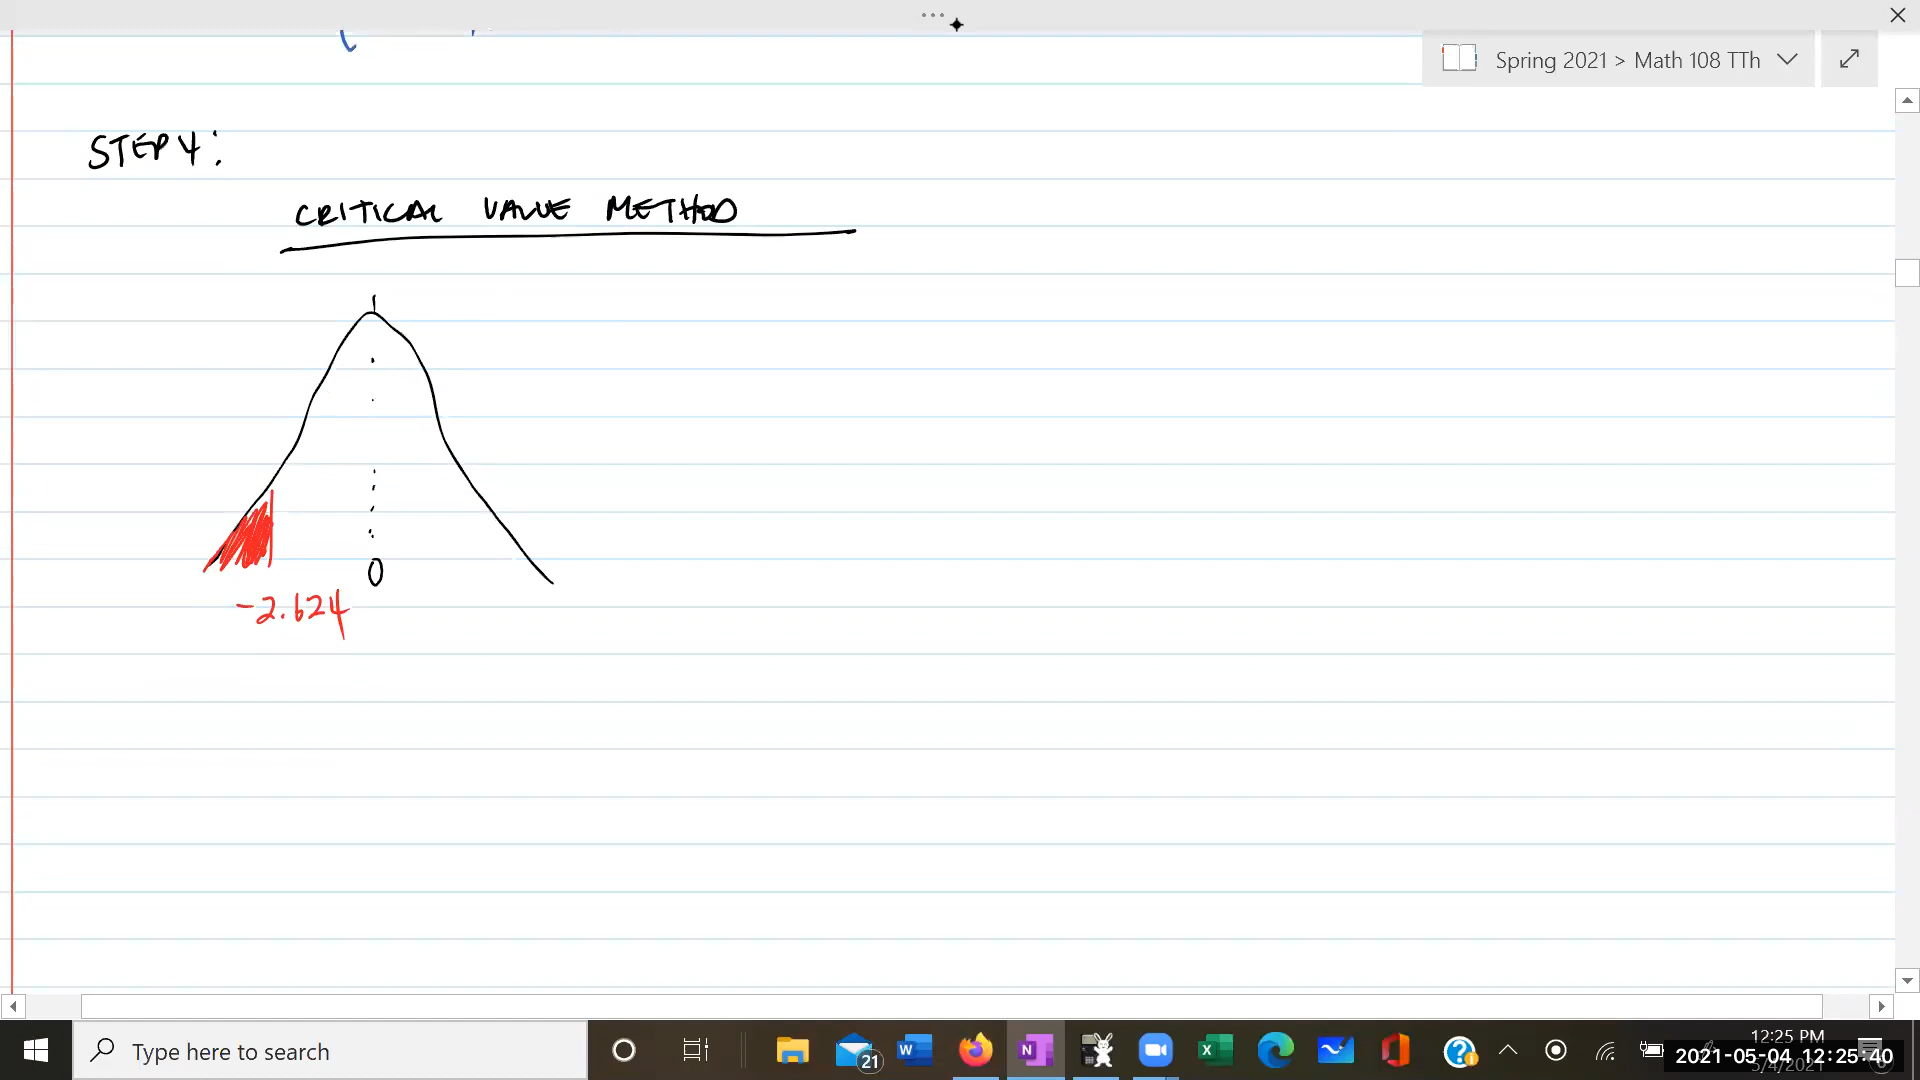 Spring 2021 > Math 108 TTh
STEP 4:
CRITICAL VALUE METHOD
0
-2.624
Type here to search
21
12:25 PM
2021-05-04 12:25:40